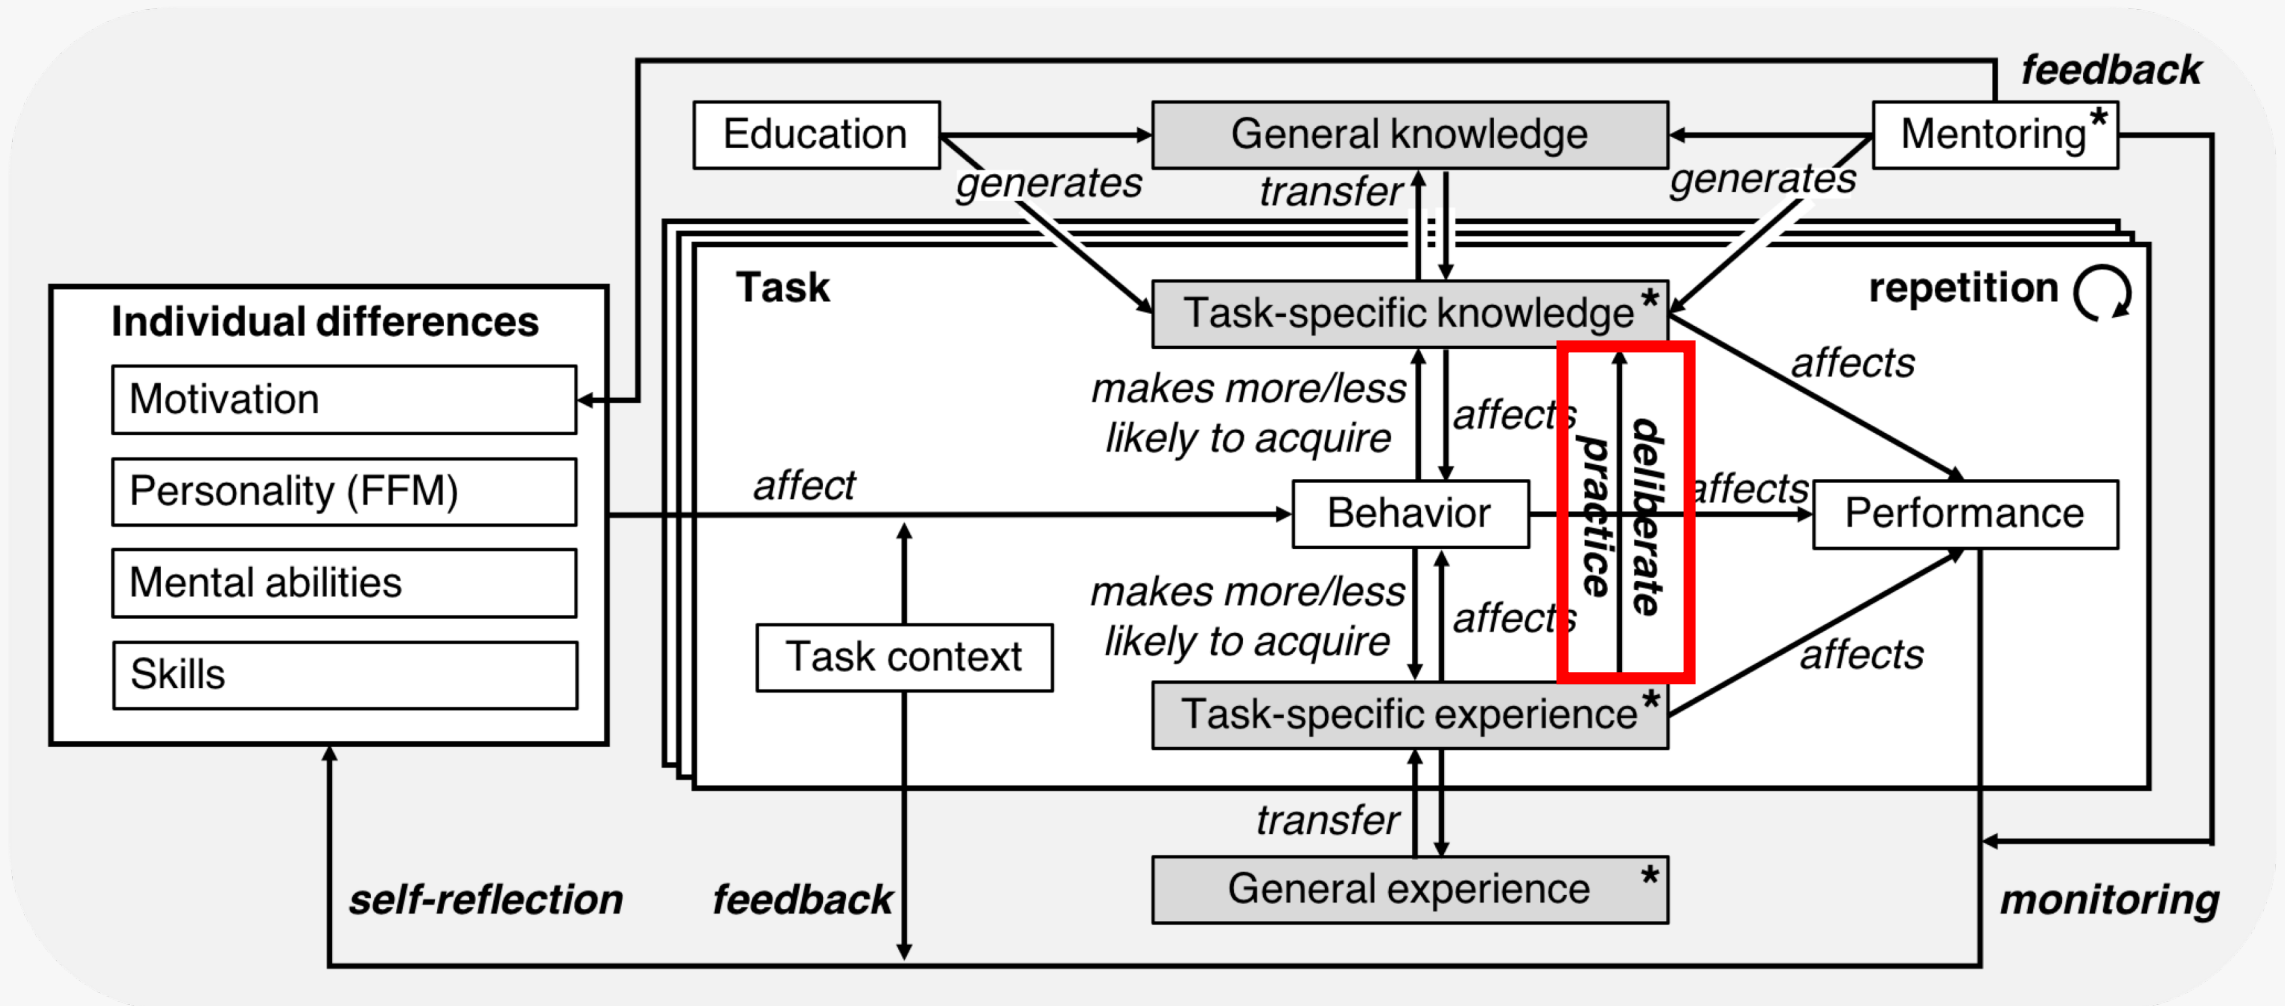 feedback
Education
General knowledge
Mentoring*
generates
transfer
generates
Task
repetition
Individual differences
Task-specific knowledge*
Motivation
makes more/less
likely to acquire
affects
affects
Personality (FFM)
affect
Behavior
deliberate
practice
affects
Performance
Mental abilities
makes more/less
likely to acquire
affects
affects
Task context
Skills
Task-specific experience*
transfer
General experience *
self-reflection
feedback
monitoring